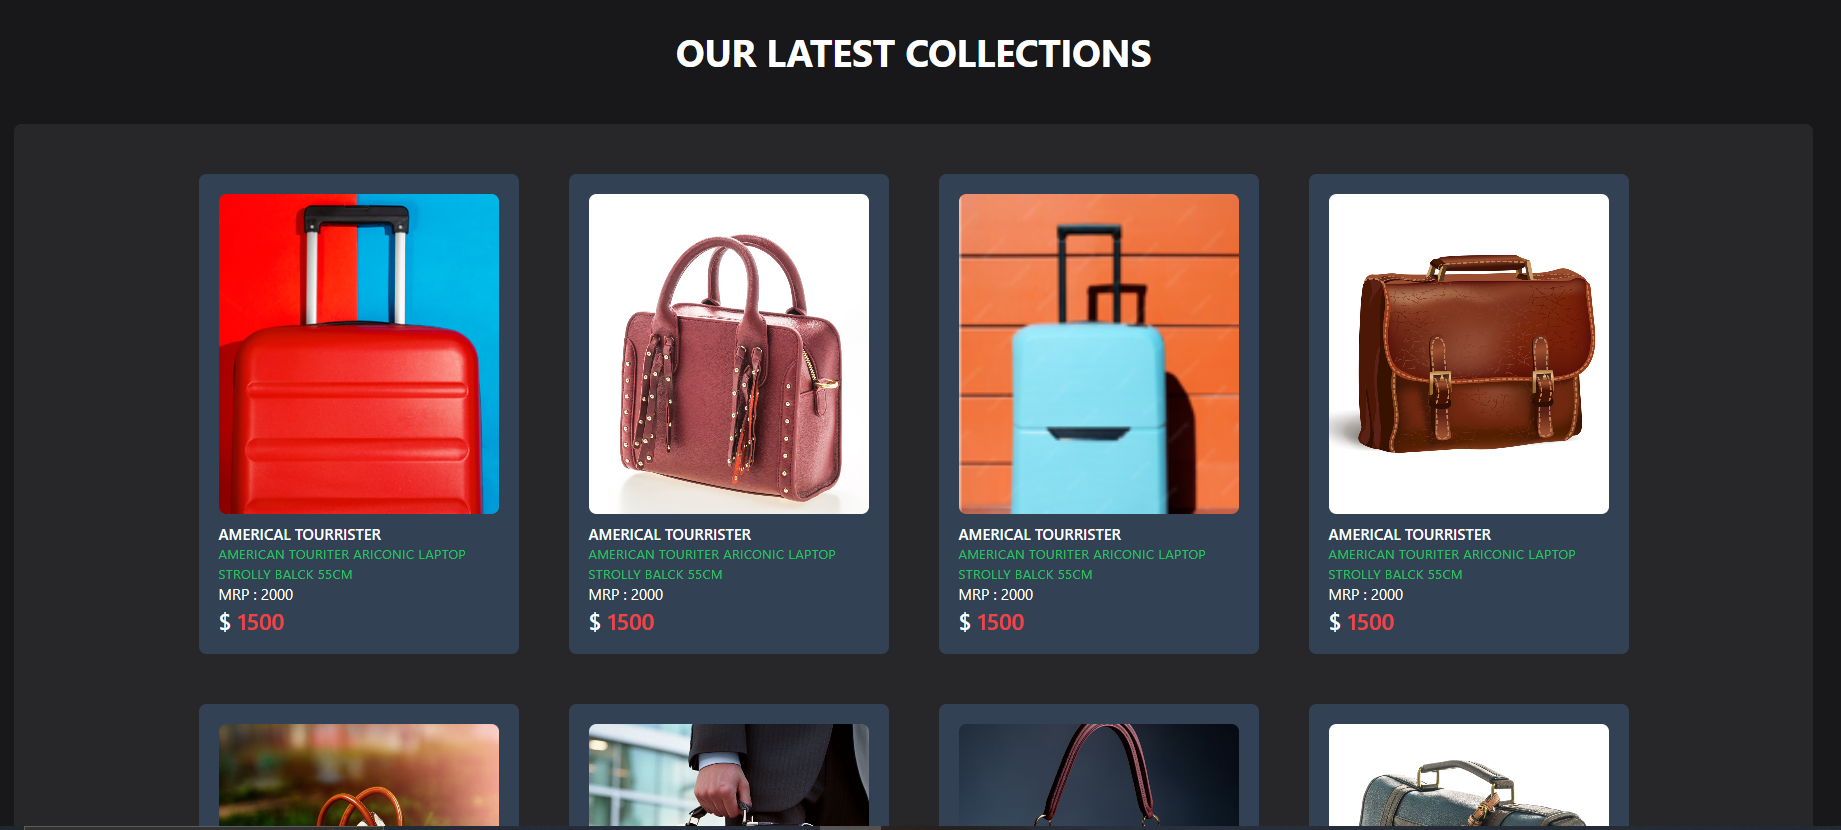 OUR LATEST COLLECTIONS
AMERICAL TOURRISTER
AMERICAN TOURITER ARICONIC LAPTOP
STROLLY BALCK 55CM
MRP : 2000
$ 1500
AMERICAL TOURRISTER
AMERICAN TOURITER ARICONIC LAPTOP
STROLLY BALCK 55CM
MRP : 2000
$ 1500
AMERICAL TOURRISTER
AMERICAN TOURITER ARICONIC LAPTOP
STROLLY BALCK 55CM
MRP : 2000
$ 1500
AMERICAL TOURRISTER
AMERICAN TOURITER ARICONIC LAPTOP
STROLLY BALCK 55CM
MRP : 2000
$ 1500